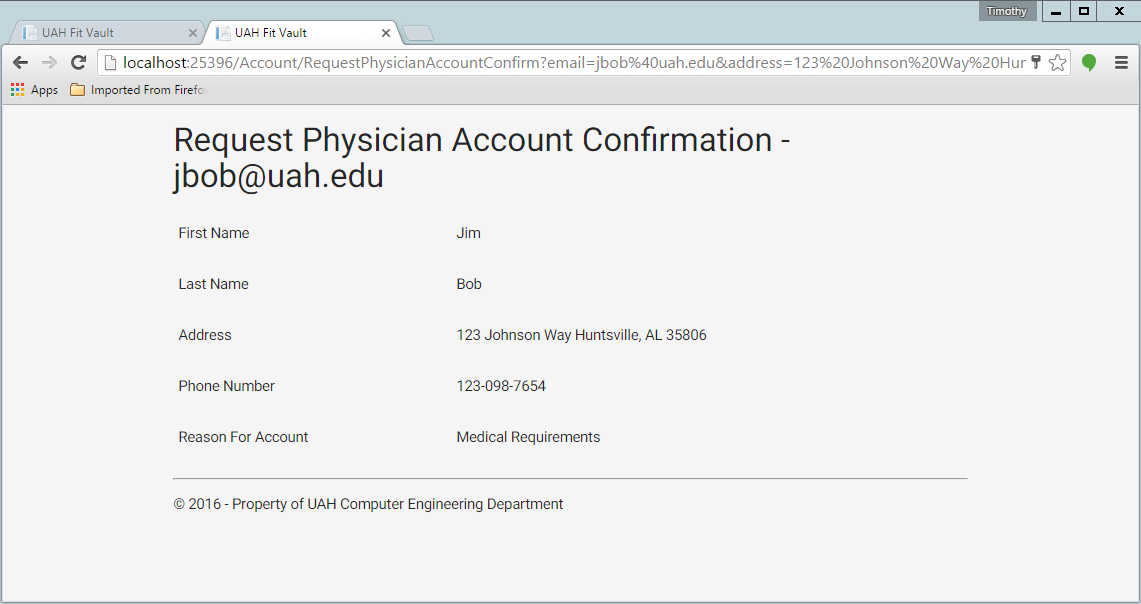 Timothy
UAH Fit Vault
UAH Fit Vault
localhost:25396/Account/RequestPhysicianAccountConfirm?email=jbob%40uah.edu&address=123%20Johnson%20Way%20Hur
Apps
Imported From Firefo
Request Physician Account Confirmation -
jbob@uah.edu
First Name Jim
Last Name Bob
Address 123 Johnson Way Huntsville, AL 35806
Phone Number 123-098-7654
Reason For Account Medical Requirements
© 2016 - Property of UAH Computer Engineering Department